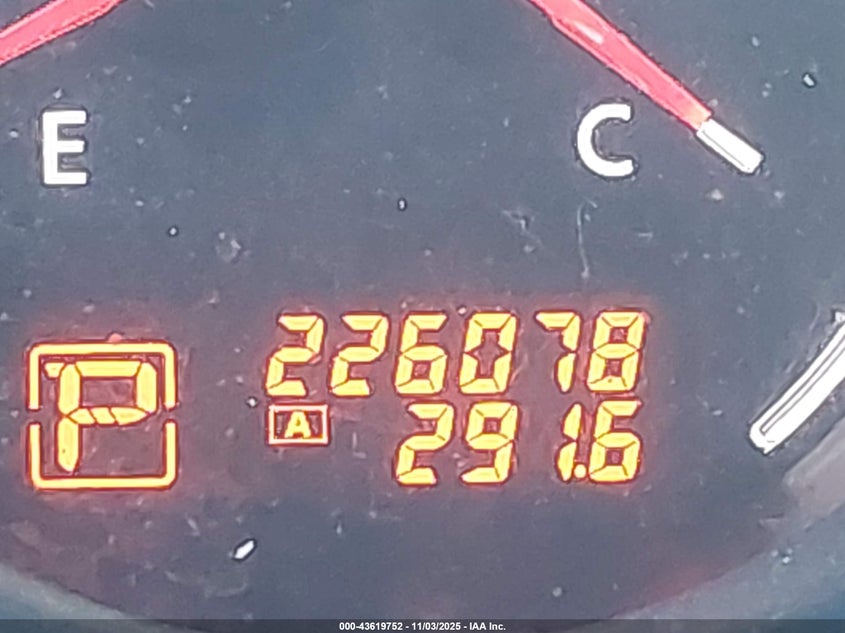 E C
P
226078
A 291.6
000-43619752 - 11/03/2025 - IAA Inc.